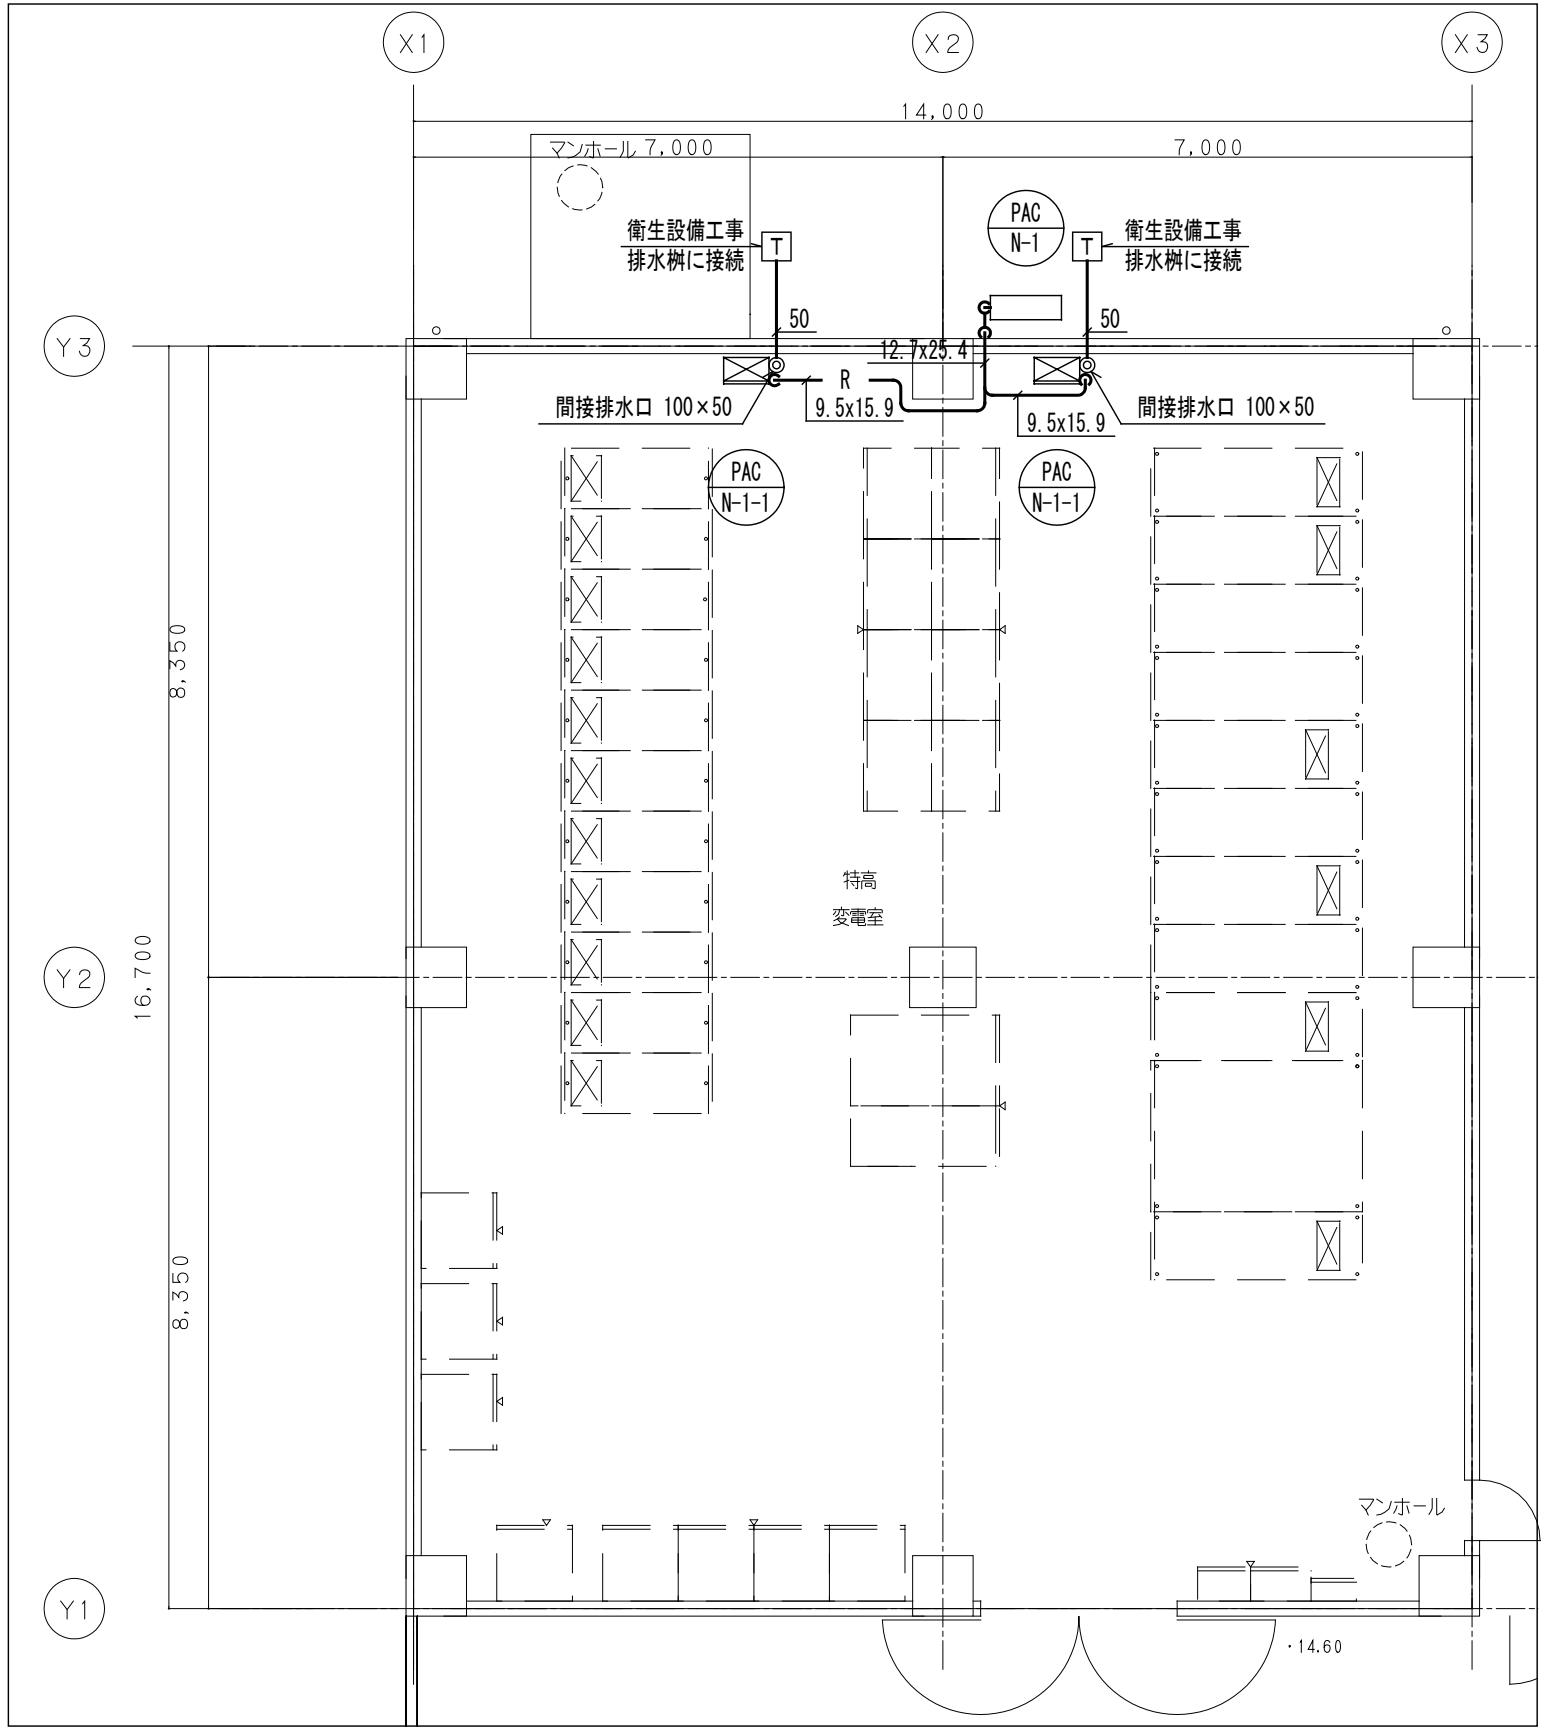 X1
X2
X3
14,000
マンホール
7,000
7,000
PAC
N-1
衛生設備工事
排水桝に接続
T
T
衛生設備工事
排水桝に接続
50
50
Y3
12.7x25.4
R
間接排水口 100×50
9.5x15.9
9.5x15.9
間接排水口 100×50
PAC
N-1-1
PAC
N-1-1
8,350
特高
変電室
Y2
16,700
8,350
マンホール
Y1
・14.60